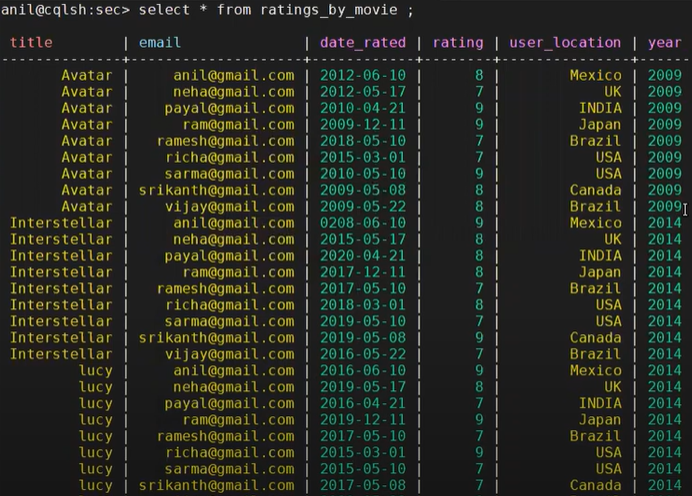 anil@cqlsh:sec> select * from ratings_by_movie ;
title | email | date_rated | rating | user_location | year
Avatar | anil@gmail.com | 2012-06-10 | 8 | Mexico | 2009
Avatar | neha@gmail.com | 2012-05-17 | 7 | UK | 2009
Avatar | payal@gmail.com | 2010-04-21 | 9 | INDIA | 2009
Avatar | ram@gmail.com | 2009-12-11 | 9 | Japan | 2009
Avatar | ramesh@gmail.com | 2018-05-10 | 7 | Brazil | 2009
Avatar | richa@gmail.com | 2015-03-01 | 7 | USA | 2009
Avatar | sarma@gmail.com | 2010-05-10 | 9 | USA | 2009
Avatar | srikanth@gmail.com | 2009-05-08 | 8 | Canada | 2009
Avatar | vijay@gmail.com | 2009-05-22 | 8 | Brazil | 2009
Interstellar | anil@gmail.com | 0208-06-10 | 9 | Mexico | 2014
Interstellar | neha@gmail.com | 2015-05-17 | 8 | UK | 2014
Interstellar | payal@gmail.com | 2020-04-21 | 8 | INDIA | 2014
Interstellar | ram@gmail.com | 2017-12-11 | 8 | Japan | 2014
Interstellar | ramesh@gmail.com | 2017-05-10 | 7 | Brazil | 2014
Interstellar | richa@gmail.com | 2018-03-01 | 8 | USA | 2014
Interstellar | sarma@gmail.com | 2019-05-10 | 7 | USA | 2014
Interstellar | srikanth@gmail.com | 2019-05-08 | 9 | Canada | 2014
Interstellar | vijay@gmail.com | 2016-05-22 | 7 | Brazil | 2014
lucy | anil@gmail.com | 2016-06-10 | 9 | Mexico | 2014
lucy | neha@gmail.com | 2019-05-17 | 8 | UK | 2014
lucy | payal@gmail.com | 2016-04-21 | 7 | INDIA | 2014
lucy | ram@gmail.com | 2019-12-11 | 9 | Japan | 2014
lucy | ramesh@gmail.com | 2017-05-10 | 7 | Brazil | 2014
lucy | richa@gmail.com | 2015-03-01 | 9 | USA | 2014
lucy | sarma@gmail.com | 2015-05-10 | 7 | USA | 2014
lucy | srikanth@gmail.com | 2017-05-08 | 7 | Canada | 2014